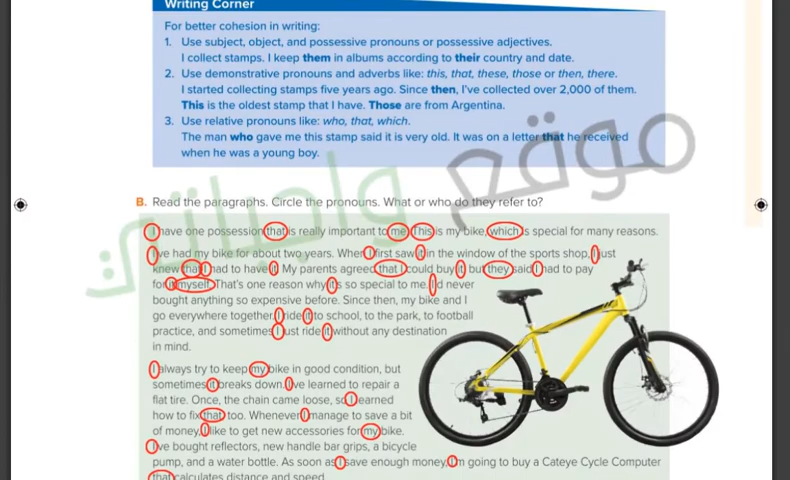 Writing Corner
For better cohesion in writing:
1. Use subject, object, and possessive pronouns or possessive adjectives.
I collect stamps. I keep them in albums according to their country and date.
2. Use demonstrative pronouns and adverbs like: this, that, these, those or then, there.
I started collecting stamps five years ago. Since then, I've collected over 2,000 of them.
This is the oldest stamp that I have. Those are from Argentina.
3. Use relative pronouns like: who, that, which.
The man who gave me this stamp said it is very old. It was on a letter that he received
when he was a young boy.
موقع واجباتي
B. Read the paragraphs. Circle the pronouns. What or who do they refer to?
I have one possession that is really important to me. This is my bike, which is special for many reasons.
I've had my bike for about two years. When I first saw it in the window of the sports shop, I just
knew that I had to have it. My parents agreed that I could buy it, but they said I had to pay
for it myself. That's one reason why it's so special to me. I'd never
bought anything so expensive before. Since then, my bike and I
go everywhere together. I ride it to school, to the park, to football
practice, and sometimes I just ride it without any destination
in mind.
I always try to keep my bike in good condition, but
sometimes it breaks down. I've learned to repair a
flat tire. Once, the chain came loose, so I learned
how to fix that too. Whenever I manage to save a bit
of money, I like to get new accessories for my bike.
I've bought reflectors, new handle bar grips, a bicycle
pump, and a water bottle. As soon as I save enough money, I'm going to buy a Cateye Cycle Computer
that calculates distance and speed.